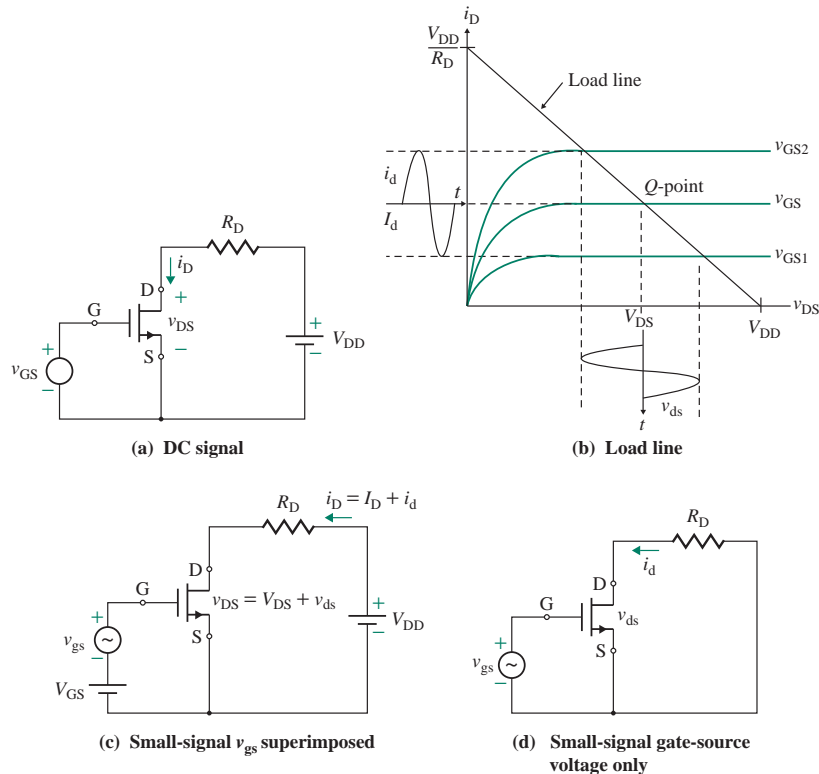 i_D
V_DD
R_D
Load line
v_GS2
i_d
t
Q-point
v_GS
I_d
v_GS1
v_DS
V_DS
V_DD
v_ds
t
R_D
i_D
D
+
G
v_DS
+
V_DD
−
+
v_GS
−
S
−
(a) DC signal
(b) Load line
i_D = I_D + i_d
R_D
D
G
v_DS = V_DS + v_ds
+
V_DD
−
S
+
v_gs
~
−
V_GS
(c) Small-signal v_gs superimposed
R_D
i_d
D
G
v_ds
S
+
v_gs
~
−
(d) Small-signal gate-source
voltage only